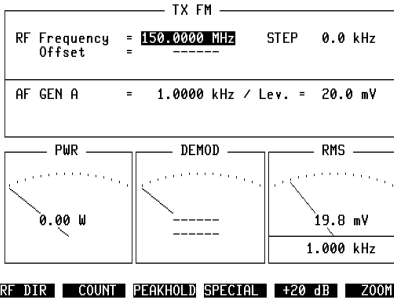 TX FM
RF Frequency = 150.0000 MHz STEP 0.0 kHz
Offset = ------
AF GEN A = 1.0000 kHz / Lev. = 20.0 mV
PWR DEMOD RMS
0.00 W ------ 19.8 mV
------ 1.000 kHz
RF DIR COUNT PEAKHOLD SPECIAL +20 dB ZOOM